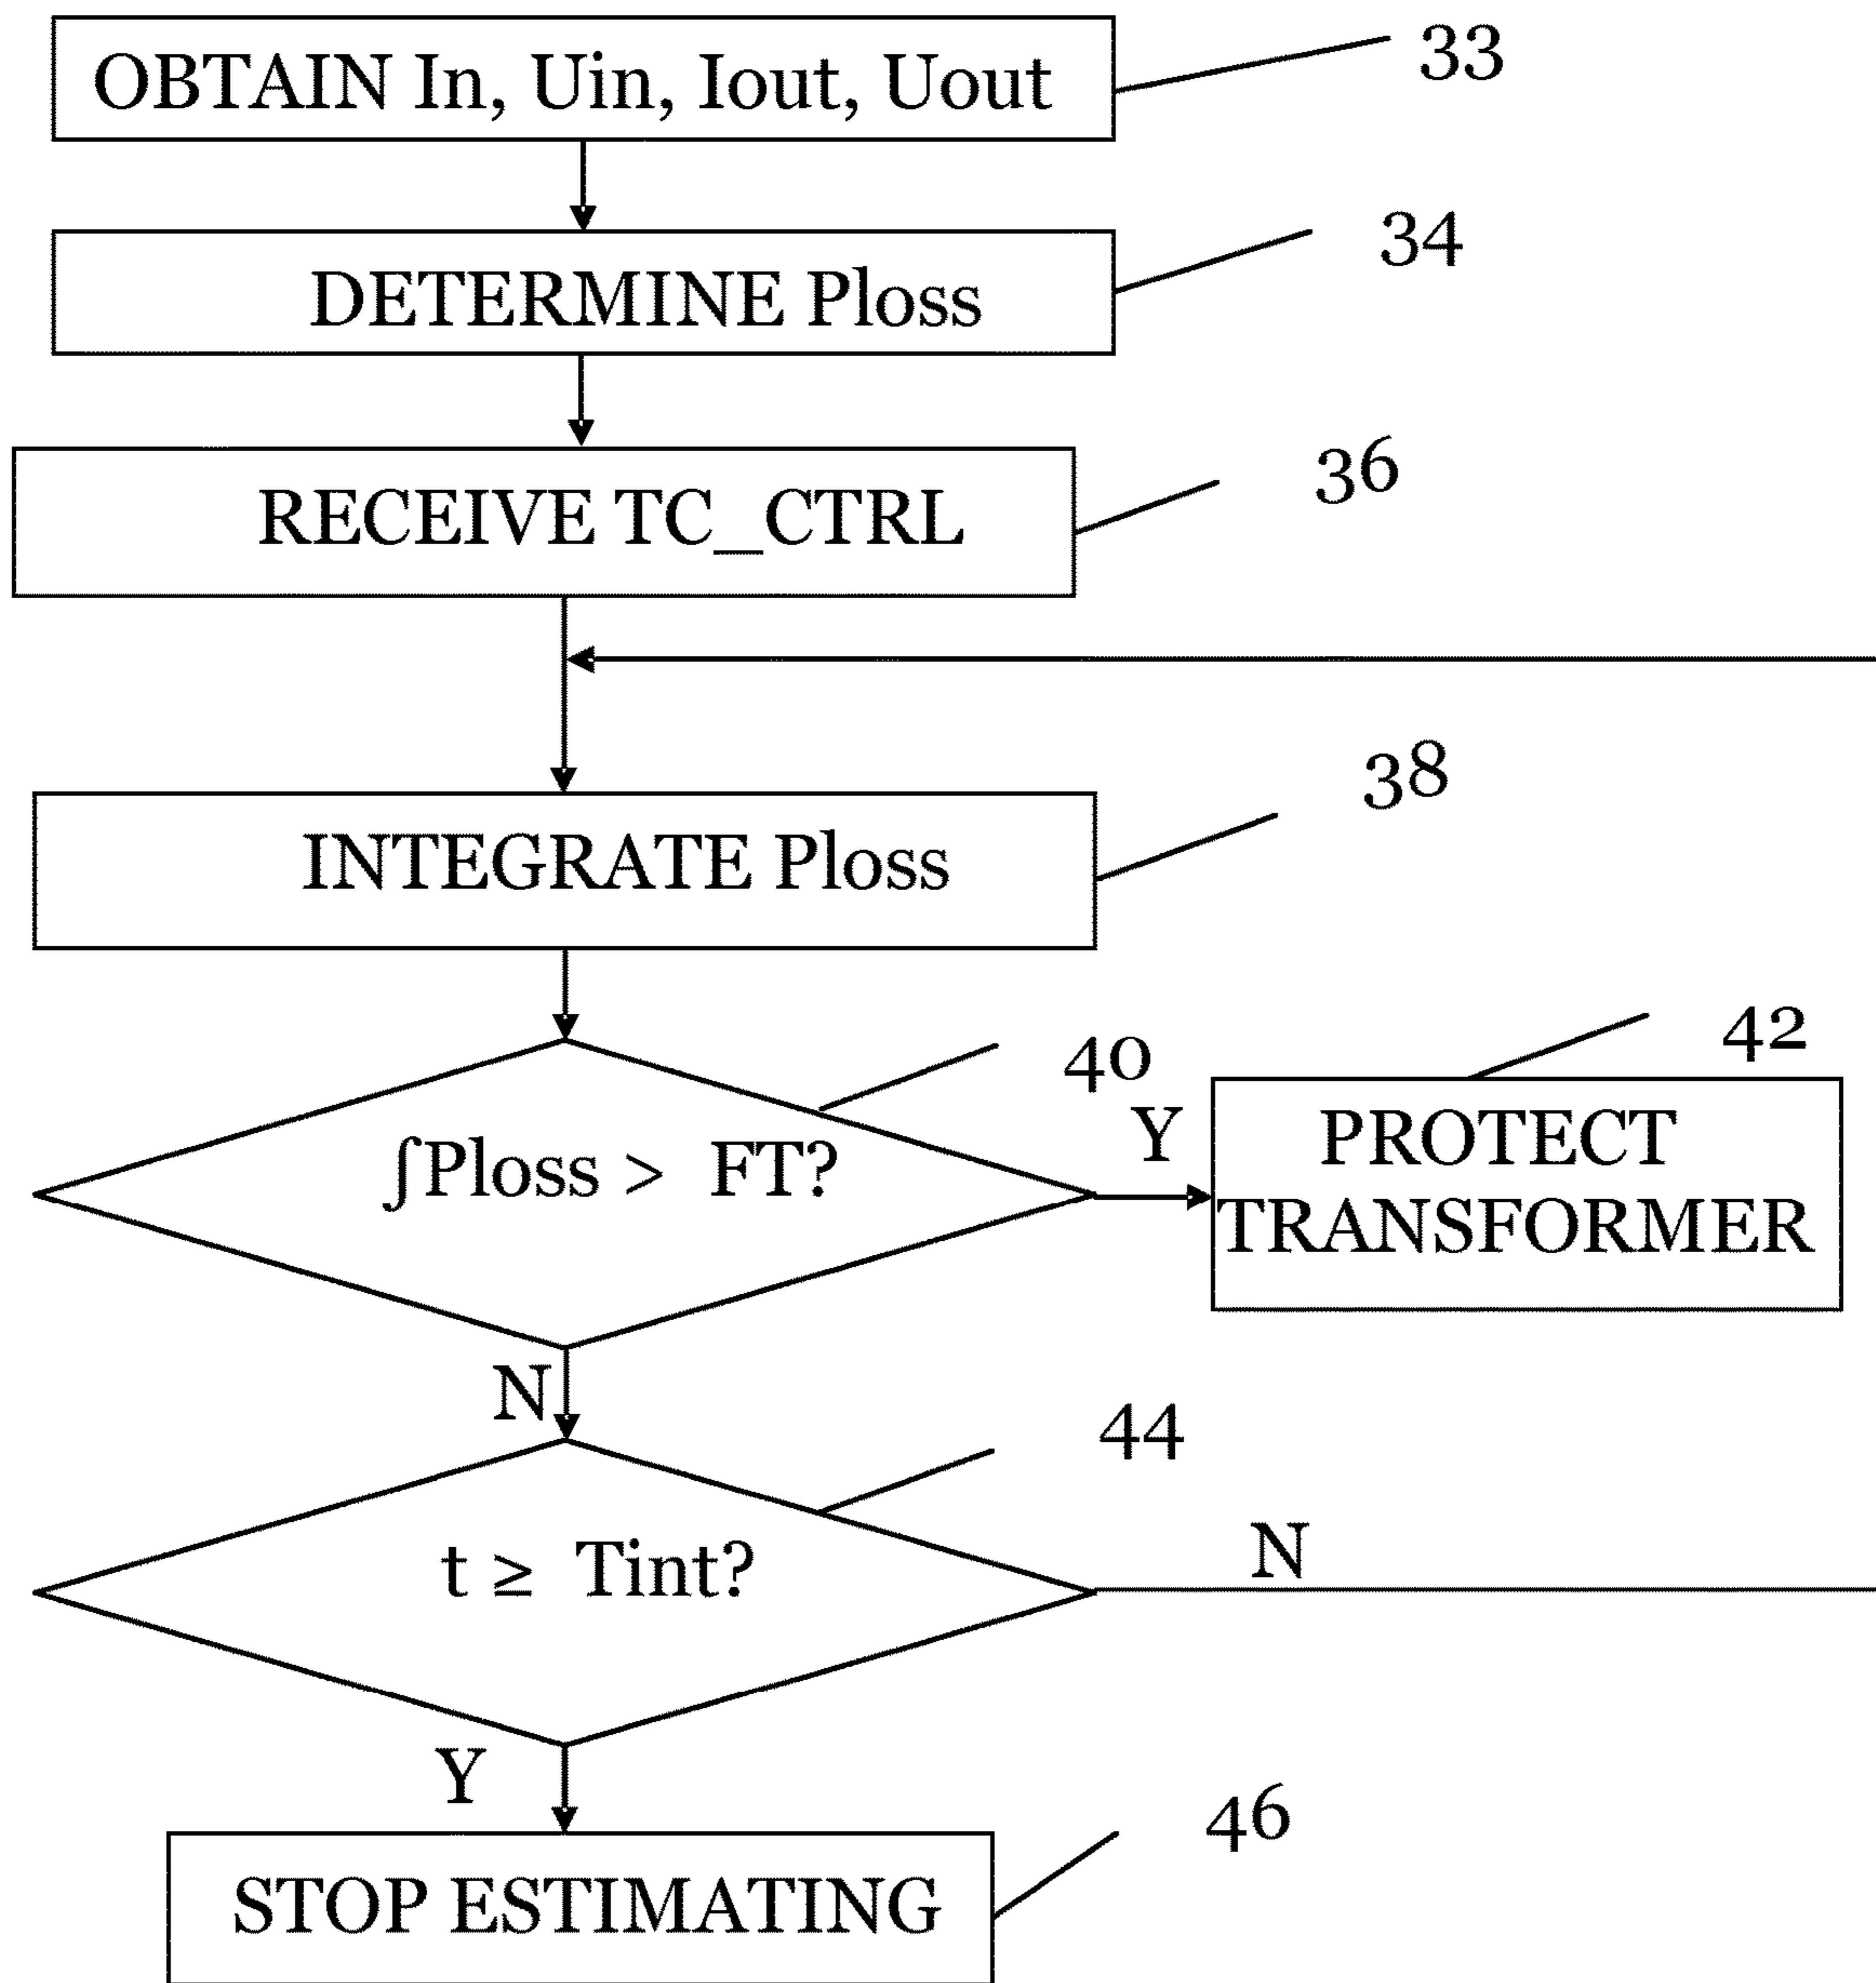 OBTAIN In, Uin, Iout, Uout
33
DETERMINE Ploss
34
RECEIVE TC_CTRL
36
INTEGRATE Ploss
38
∫Ploss > FT?
40
Y
PROTECT
TRANSFORMER
42
N
t ≥ Tint?
44
N
Y
STOP ESTIMATING
46